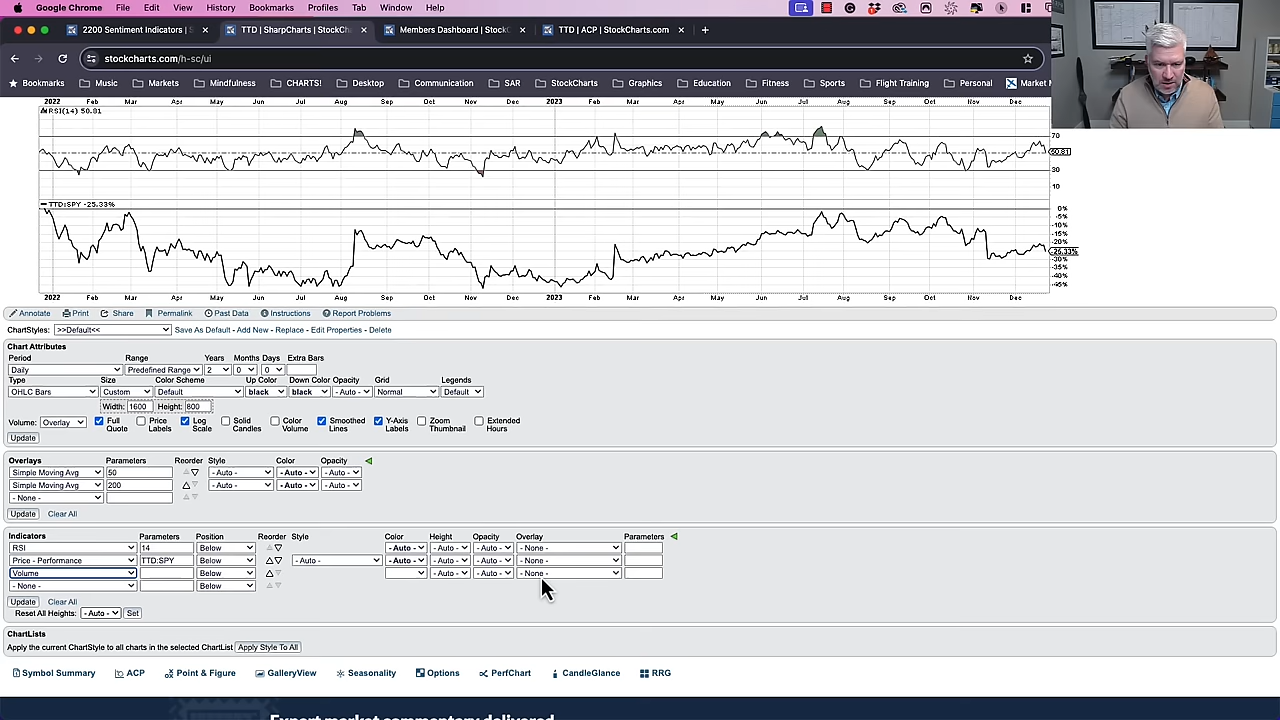 Google Chrome File Edit View History Bookmarks Profiles Tab Window Help
2200 Sentiment Indicators | S × TTD | SharpCharts | StockCh × Members Dashboard | StockC × TTD | ACP | StockCharts.com × +
stockcharts.com/h-sc/ui
Bookmarks Music Markets Mindfulness CHARTS! Desktop Communication SAR StockCharts Graphics Education Fitness Sports Flight Training Personal Market
2022 Feb Mar Apr May Jun Jul Aug Sep Oct Nov Dec 2023 Feb Mar Apr May Jun Jul Aug Sep Oct Nov Dec
RSI(14) 50.81
70
50.81
30
10
TTD:SPY -25.33%
0%
-5%
-10%
-15%
-20%
-25.33%
-30%
-35%
-40%
-45%
2022 Feb Mar Apr May Jun Jul Aug Sep Oct Nov Dec 2023 Feb Mar Apr May Jun Jul Aug Sep Oct Nov Dec
Annotate Print Share Permalink Past Data Instructions Report Problems
ChartStyles: >>Default<< Save As Default - Add New - Replace - Edit Properties - Delete
Chart Attributes
Period Range Years Months Days Extra Bars
Daily Predefined Range 2 0 0
Type Size Color Scheme Up Color Down Color Opacity Grid Legends
OHLC Bars Custom Default black black - Auto - Normal Default
Width: 1600 Height: 800
Volume: Overlay Full Quote Price Labels Log Scale Solid Candles Color Volume Smoothed Lines Y-Axis Labels Zoom Thumbnail Extended Hours
Update
Overlays Parameters Reorder Style Color Opacity
Simple Moving Avg 50 - Auto - - Auto - - Auto -
Simple Moving Avg 200 - Auto - - Auto - - Auto -
- None -
Update Clear All
Indicators Parameters Position Reorder Style Color Height Opacity Overlay Parameters
RSI 14 Below - Auto - - Auto - - Auto - - None -
Price - Performance TTD:SPY Below - Auto - - Auto - - Auto - - Auto - - None -
Volume Below - Auto - - Auto - - None -
- None - Below
Update Clear All
Reset All Heights: - Auto - Set
ChartLists
Apply the current ChartStyle to all charts in the selected ChartList Apply Style To All
Symbol Summary ACP Point & Figure GalleryView Seasonality Options PerfChart CandleGlance RRG
Expert market commentary delivered